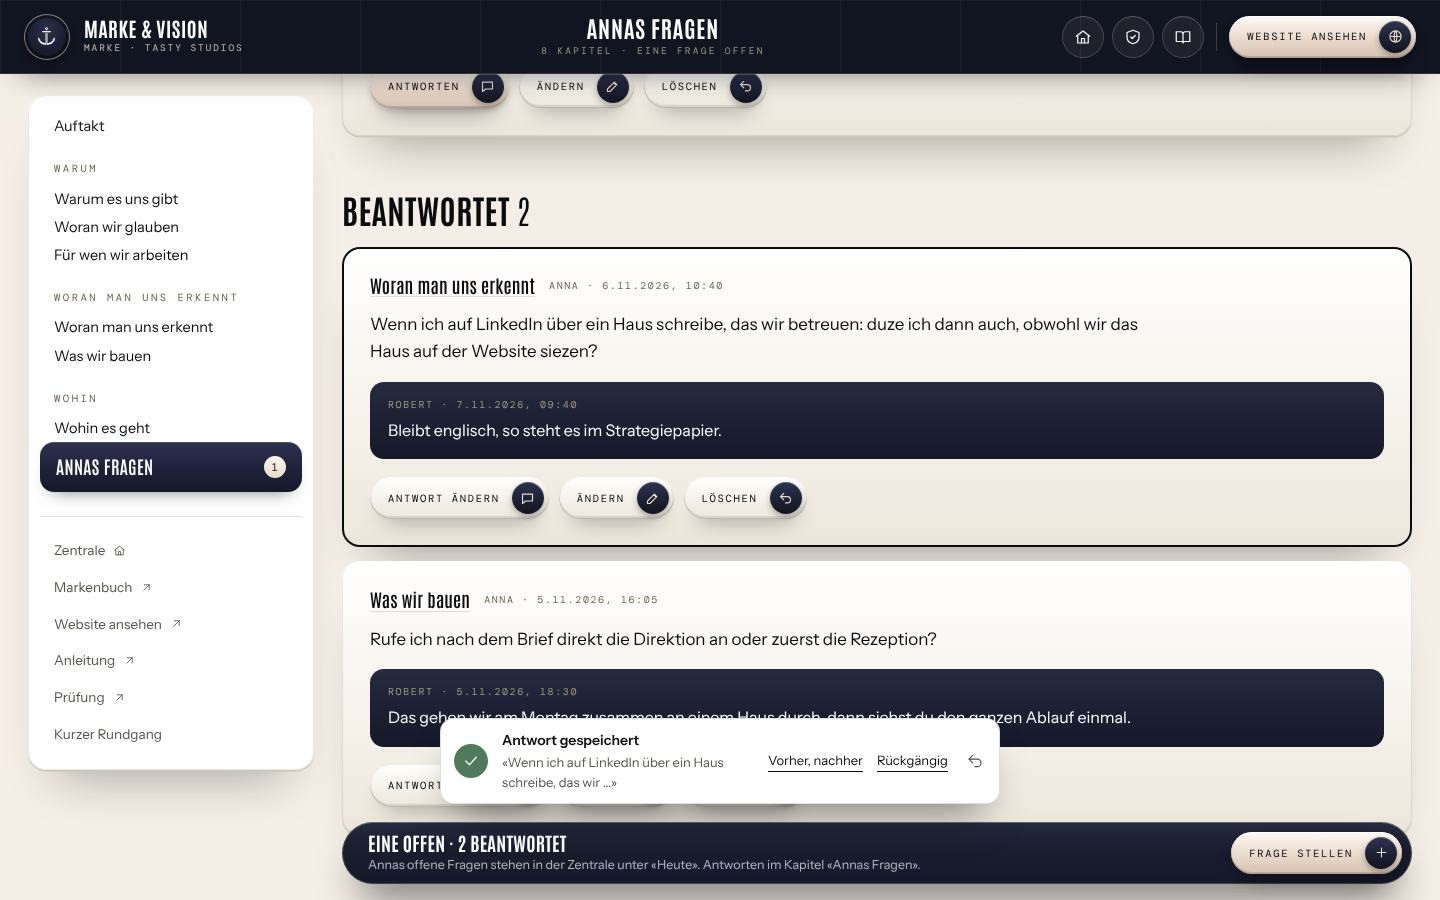 MARKE & VISION
MARKE · TASTY STUDIOS
ANNAS FRAGEN
8 KAPITEL · EINE FRAGE OFFEN
WEBSITE ANSEHEN
Auftakt
WARUM
Warum es uns gibt
Woran wir glauben
Für wen wir arbeiten
WORAN MAN UNS ERKENNT
Woran man uns erkennt
Was wir bauen
WOHIN
Wohin es geht
ANNAS FRAGEN 1
Zentrale
Markenbuch
Website ansehen
Anleitung
Prüfung
Kurzer Rundgang
ANTWORTEN ÄNDERN LÖSCHEN
BEANTWORTET 2
Woran man uns erkennt ANNA · 6.11.2026, 10:40
Wenn ich auf LinkedIn über ein Haus schreibe, das wir betreuen: duze ich dann auch, obwohl wir das
Haus auf der Website siezen?
ROBERT · 7.11.2026, 09:40
Bleibt englisch, so steht es im Strategiepapier.
ANTWORT ÄNDERN ÄNDERN LÖSCHEN
Was wir bauen ANNA · 5.11.2026, 16:05
Rufe ich nach dem Brief direkt die Direktion an oder zuerst die Rezeption?
ROBERT · 5.11.2026, 18:30
Das gehen wir am Montag zusammen an einem Haus durch, dann siehst du den ganzen Ablauf einmal.
ANTWORT
Antwort gespeichert
«Wenn ich auf LinkedIn über ein Haus
schreibe, das wir …»
Vorher, nachher Rückgängig
EINE OFFEN · 2 BEANTWORTET
Annas offene Fragen stehen in der Zentrale unter «Heute». Antworten im Kapitel «Annas Fragen».
FRAGE STELLEN